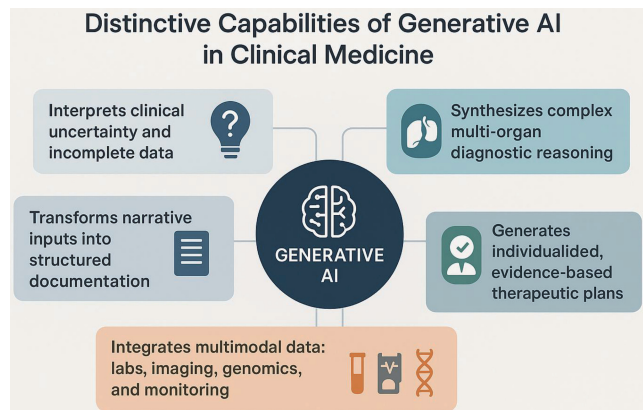 Distinctive Capabilities of Generative AI
in Clinical Medicine
Interprets clinical
uncertainty and
incomplete data
?
Synthesizes complex
multi-organ
diagnostic reasoning
Transforms narrative
inputs into
structured
documentation
GENERATIVE
AI
Generates
individualided,
evidence-based
therapeutic plans
Integrates multimodal data:
labs, imaging, genomics,
and monitoring